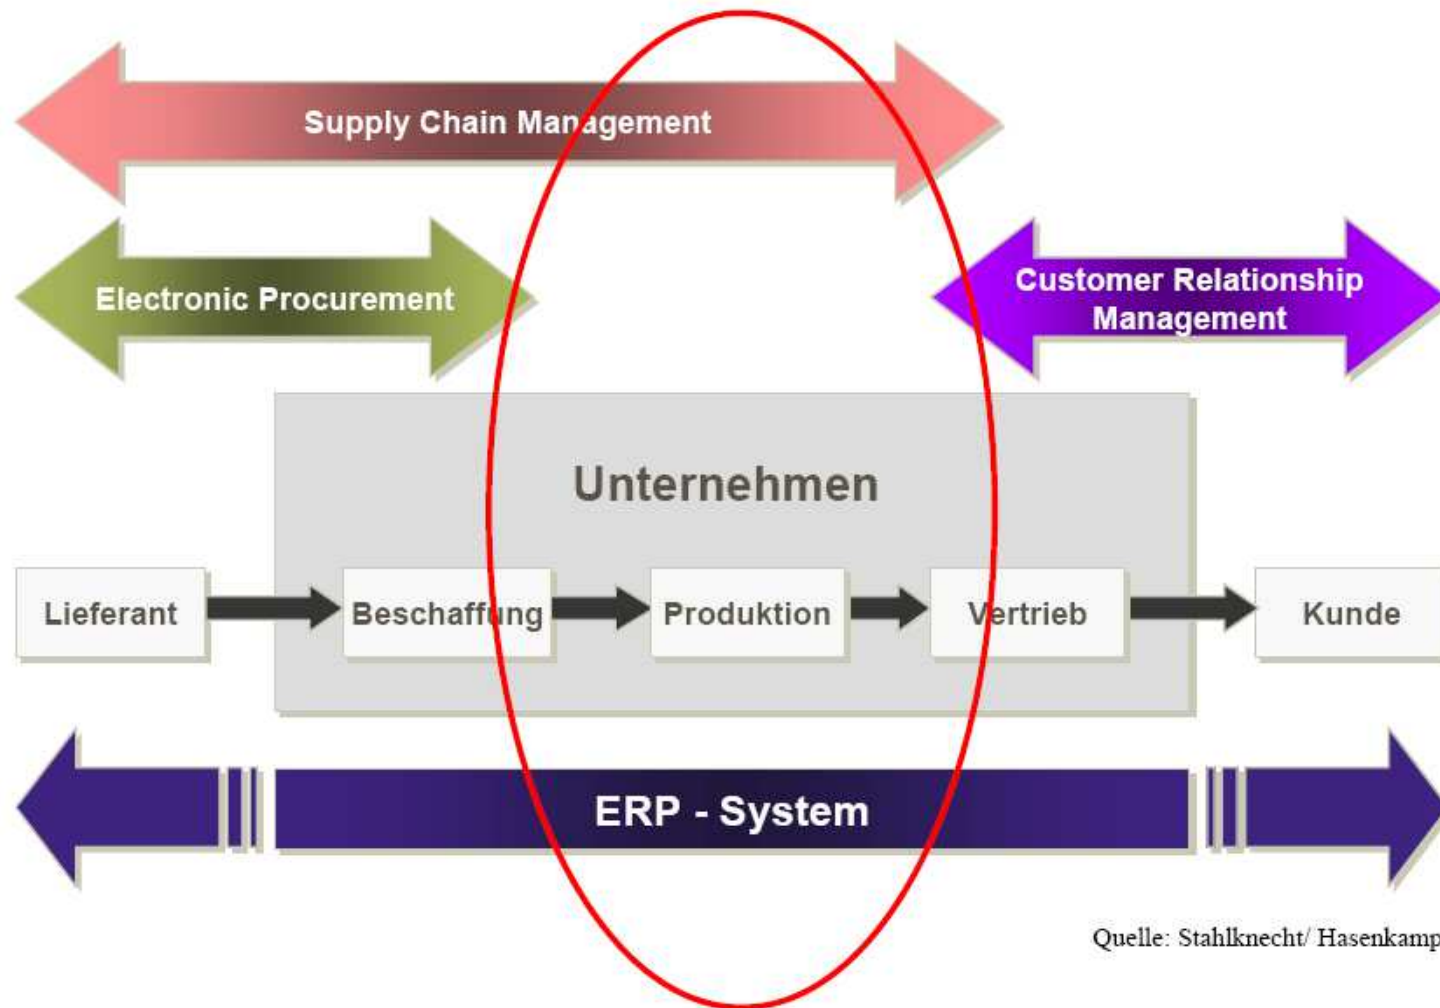 Supply Chain Management
Electronic Procurement
Customer Relationship
Management
Unternehmen
Lieferant
Beschaffung
Produktion
Vertrieb
Kunde
ERP - System
Quelle: Stahlknecht/ Hasenkamp